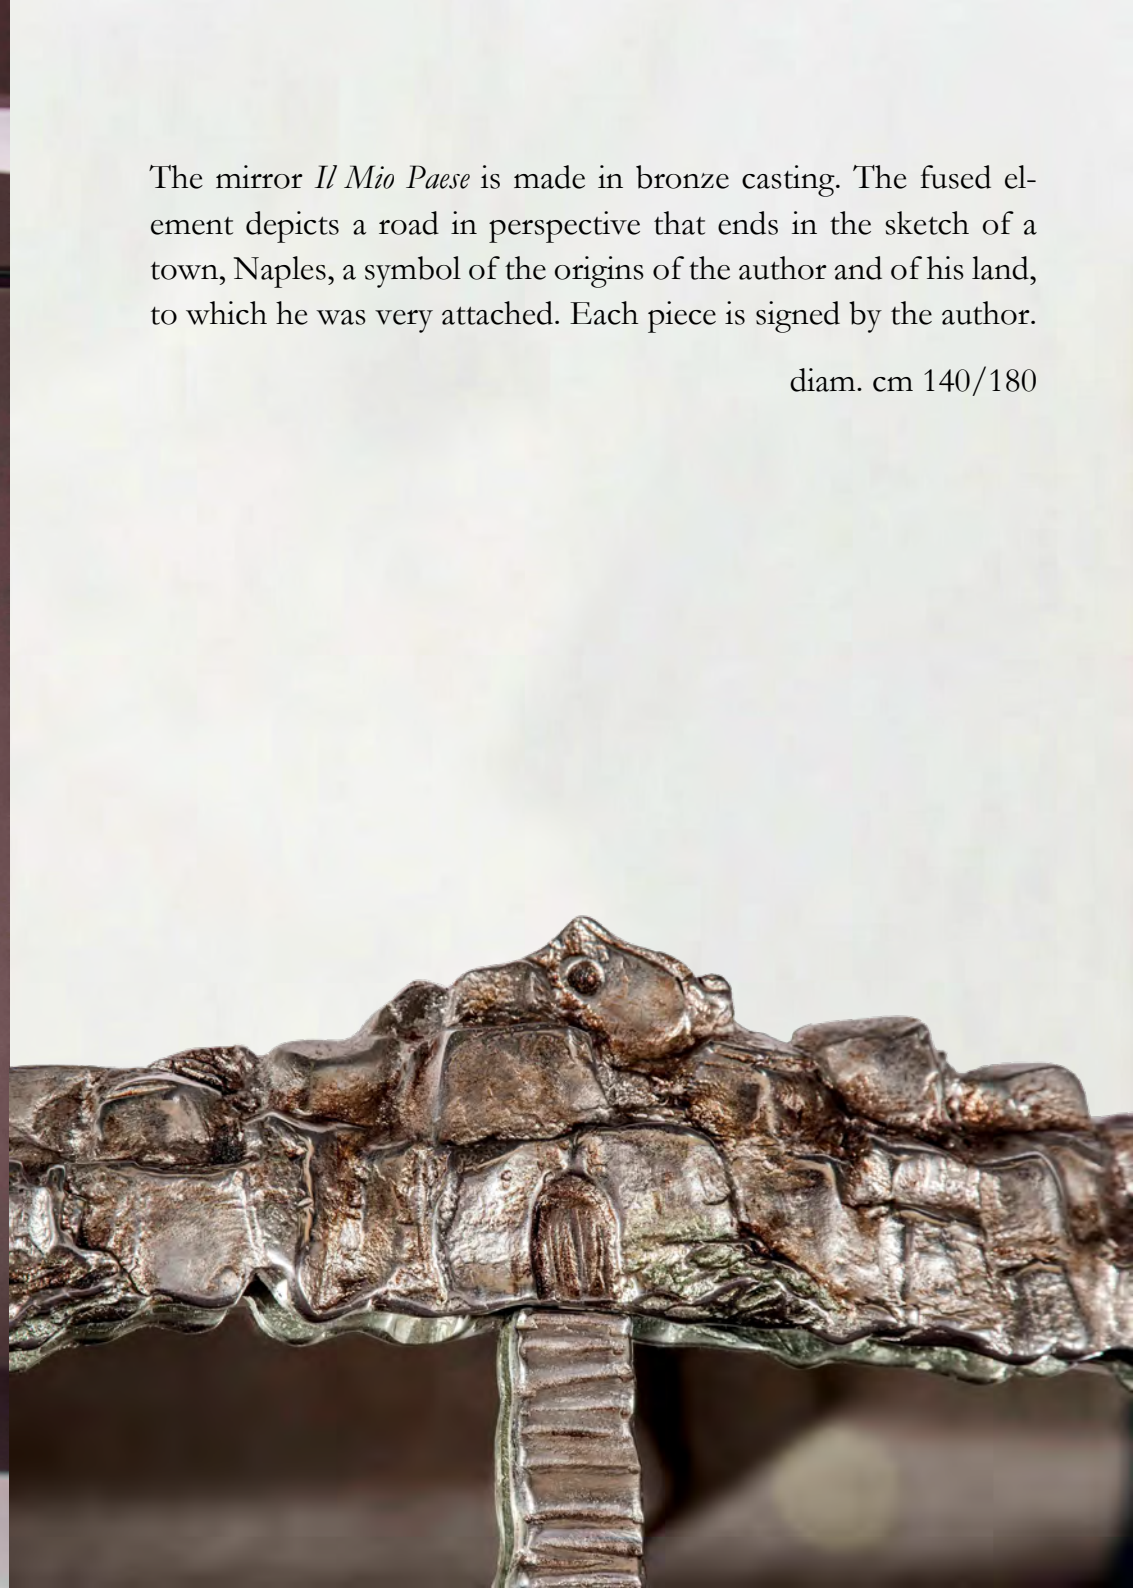 The mirror Il Mio Paese is made in bronze casting. The fused el-
ement depicts a road in perspective that ends in the sketch of a
town, Naples, a symbol of the origins of the author and of his land,
to which he was very attached. Each piece is signed by the author.
diam. cm 140/180